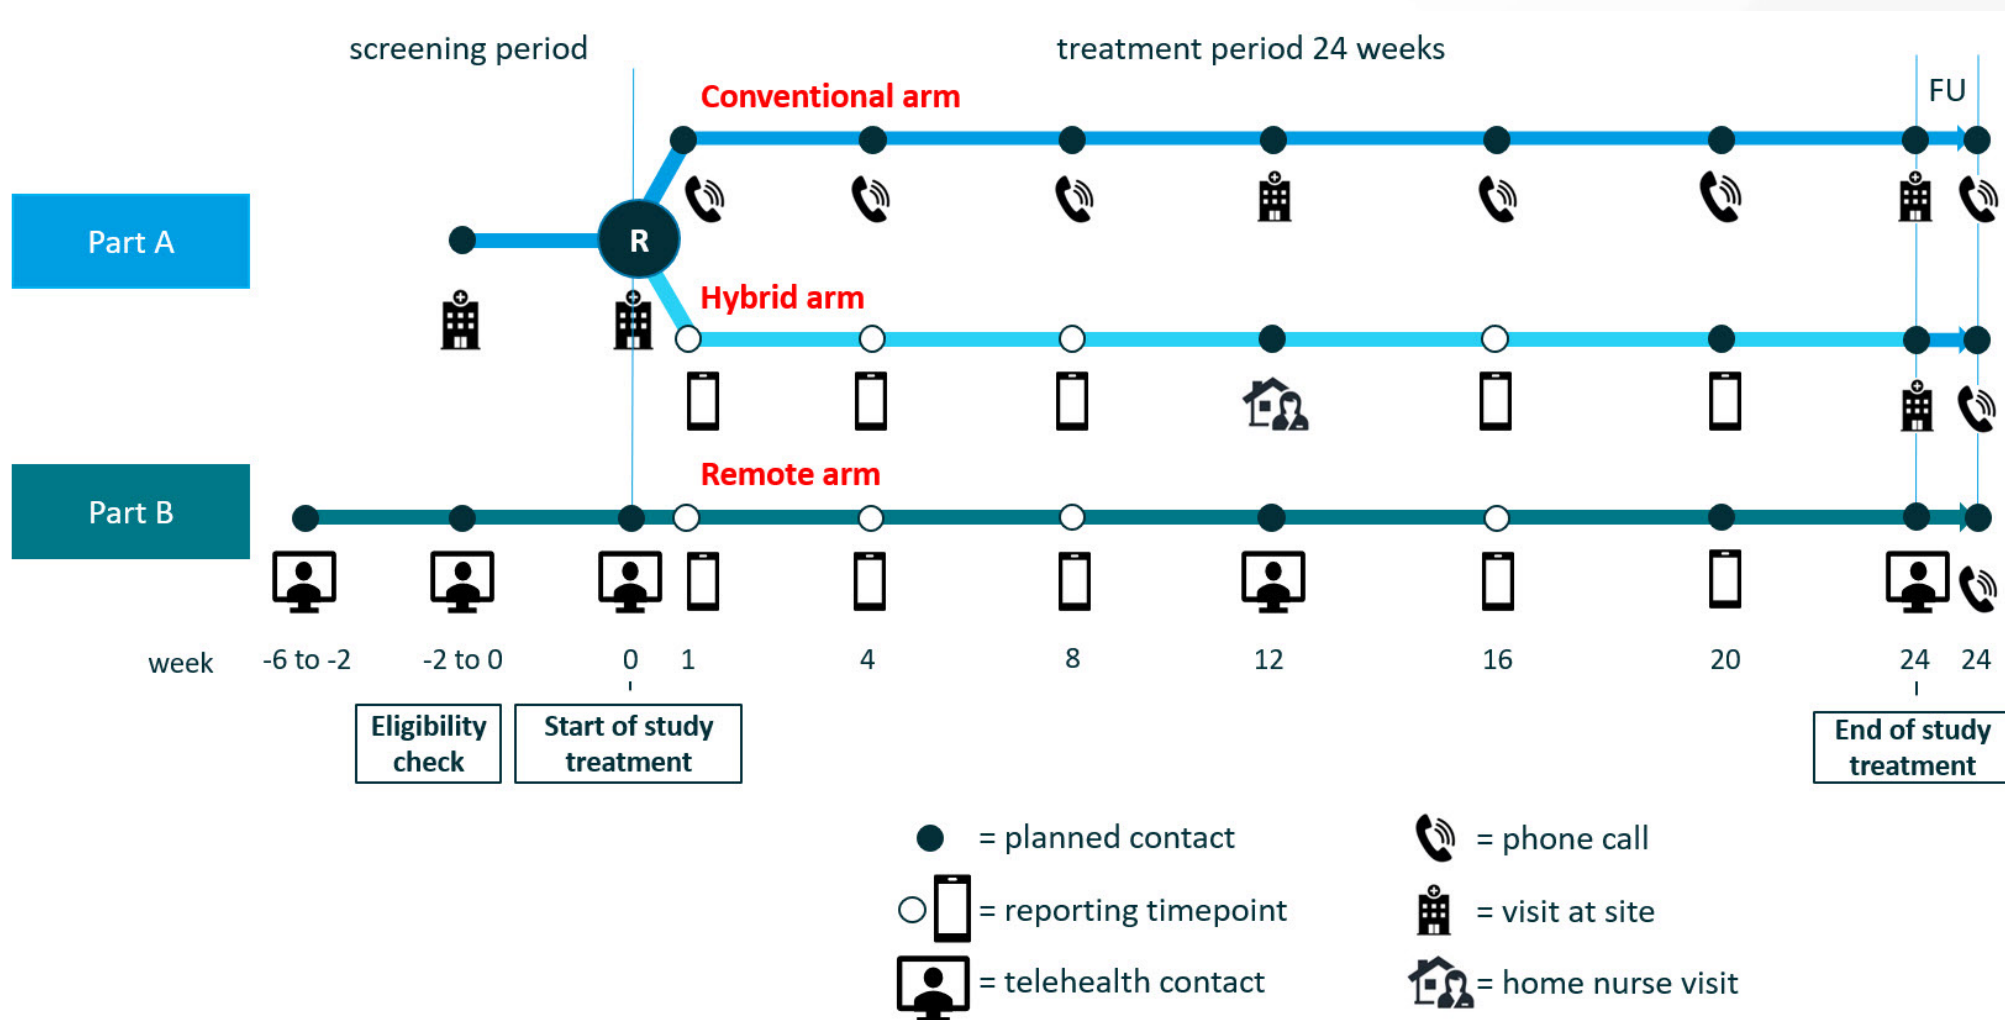 screening period
treatment period 24 weeks
FU
Conventional arm
Part A
R
Hybrid arm
Remote arm
Part B
week
-6 to -2
-2 to 0
0
1
4
8
12
16
20
24
24
Eligibility
check
Start of study
treatment
End of study
treatment
= planned contact
= phone call
= reporting timepoint
= visit at site
= telehealth contact
= home nurse visit